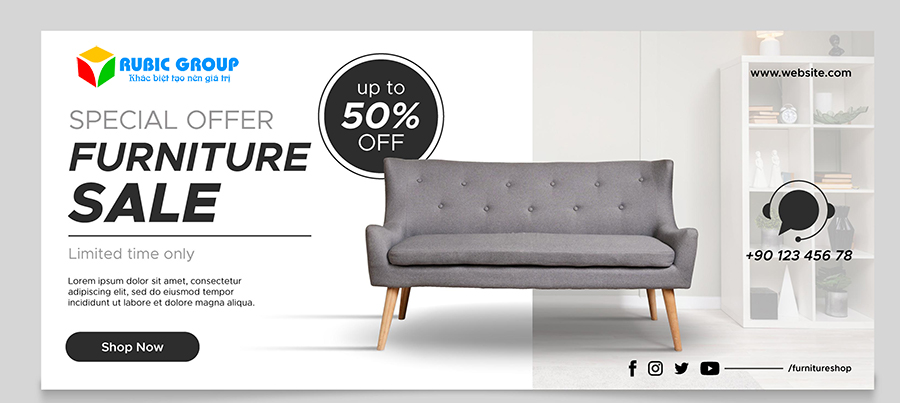 RUBIC GROUP
Khác biệt tạo nên giá trị
SPECIAL OFFER
FURNITURE
SALE
Limited time only
Lorem ipsum dolor sit amet, consectetur
adipiscing elit, sed do eiusmod tempor
incididunt ut labore et dolore magna aliqua.
Shop Now
up to
50%
OFF
www.website.com
+90 123 456 78
/furnitureshop